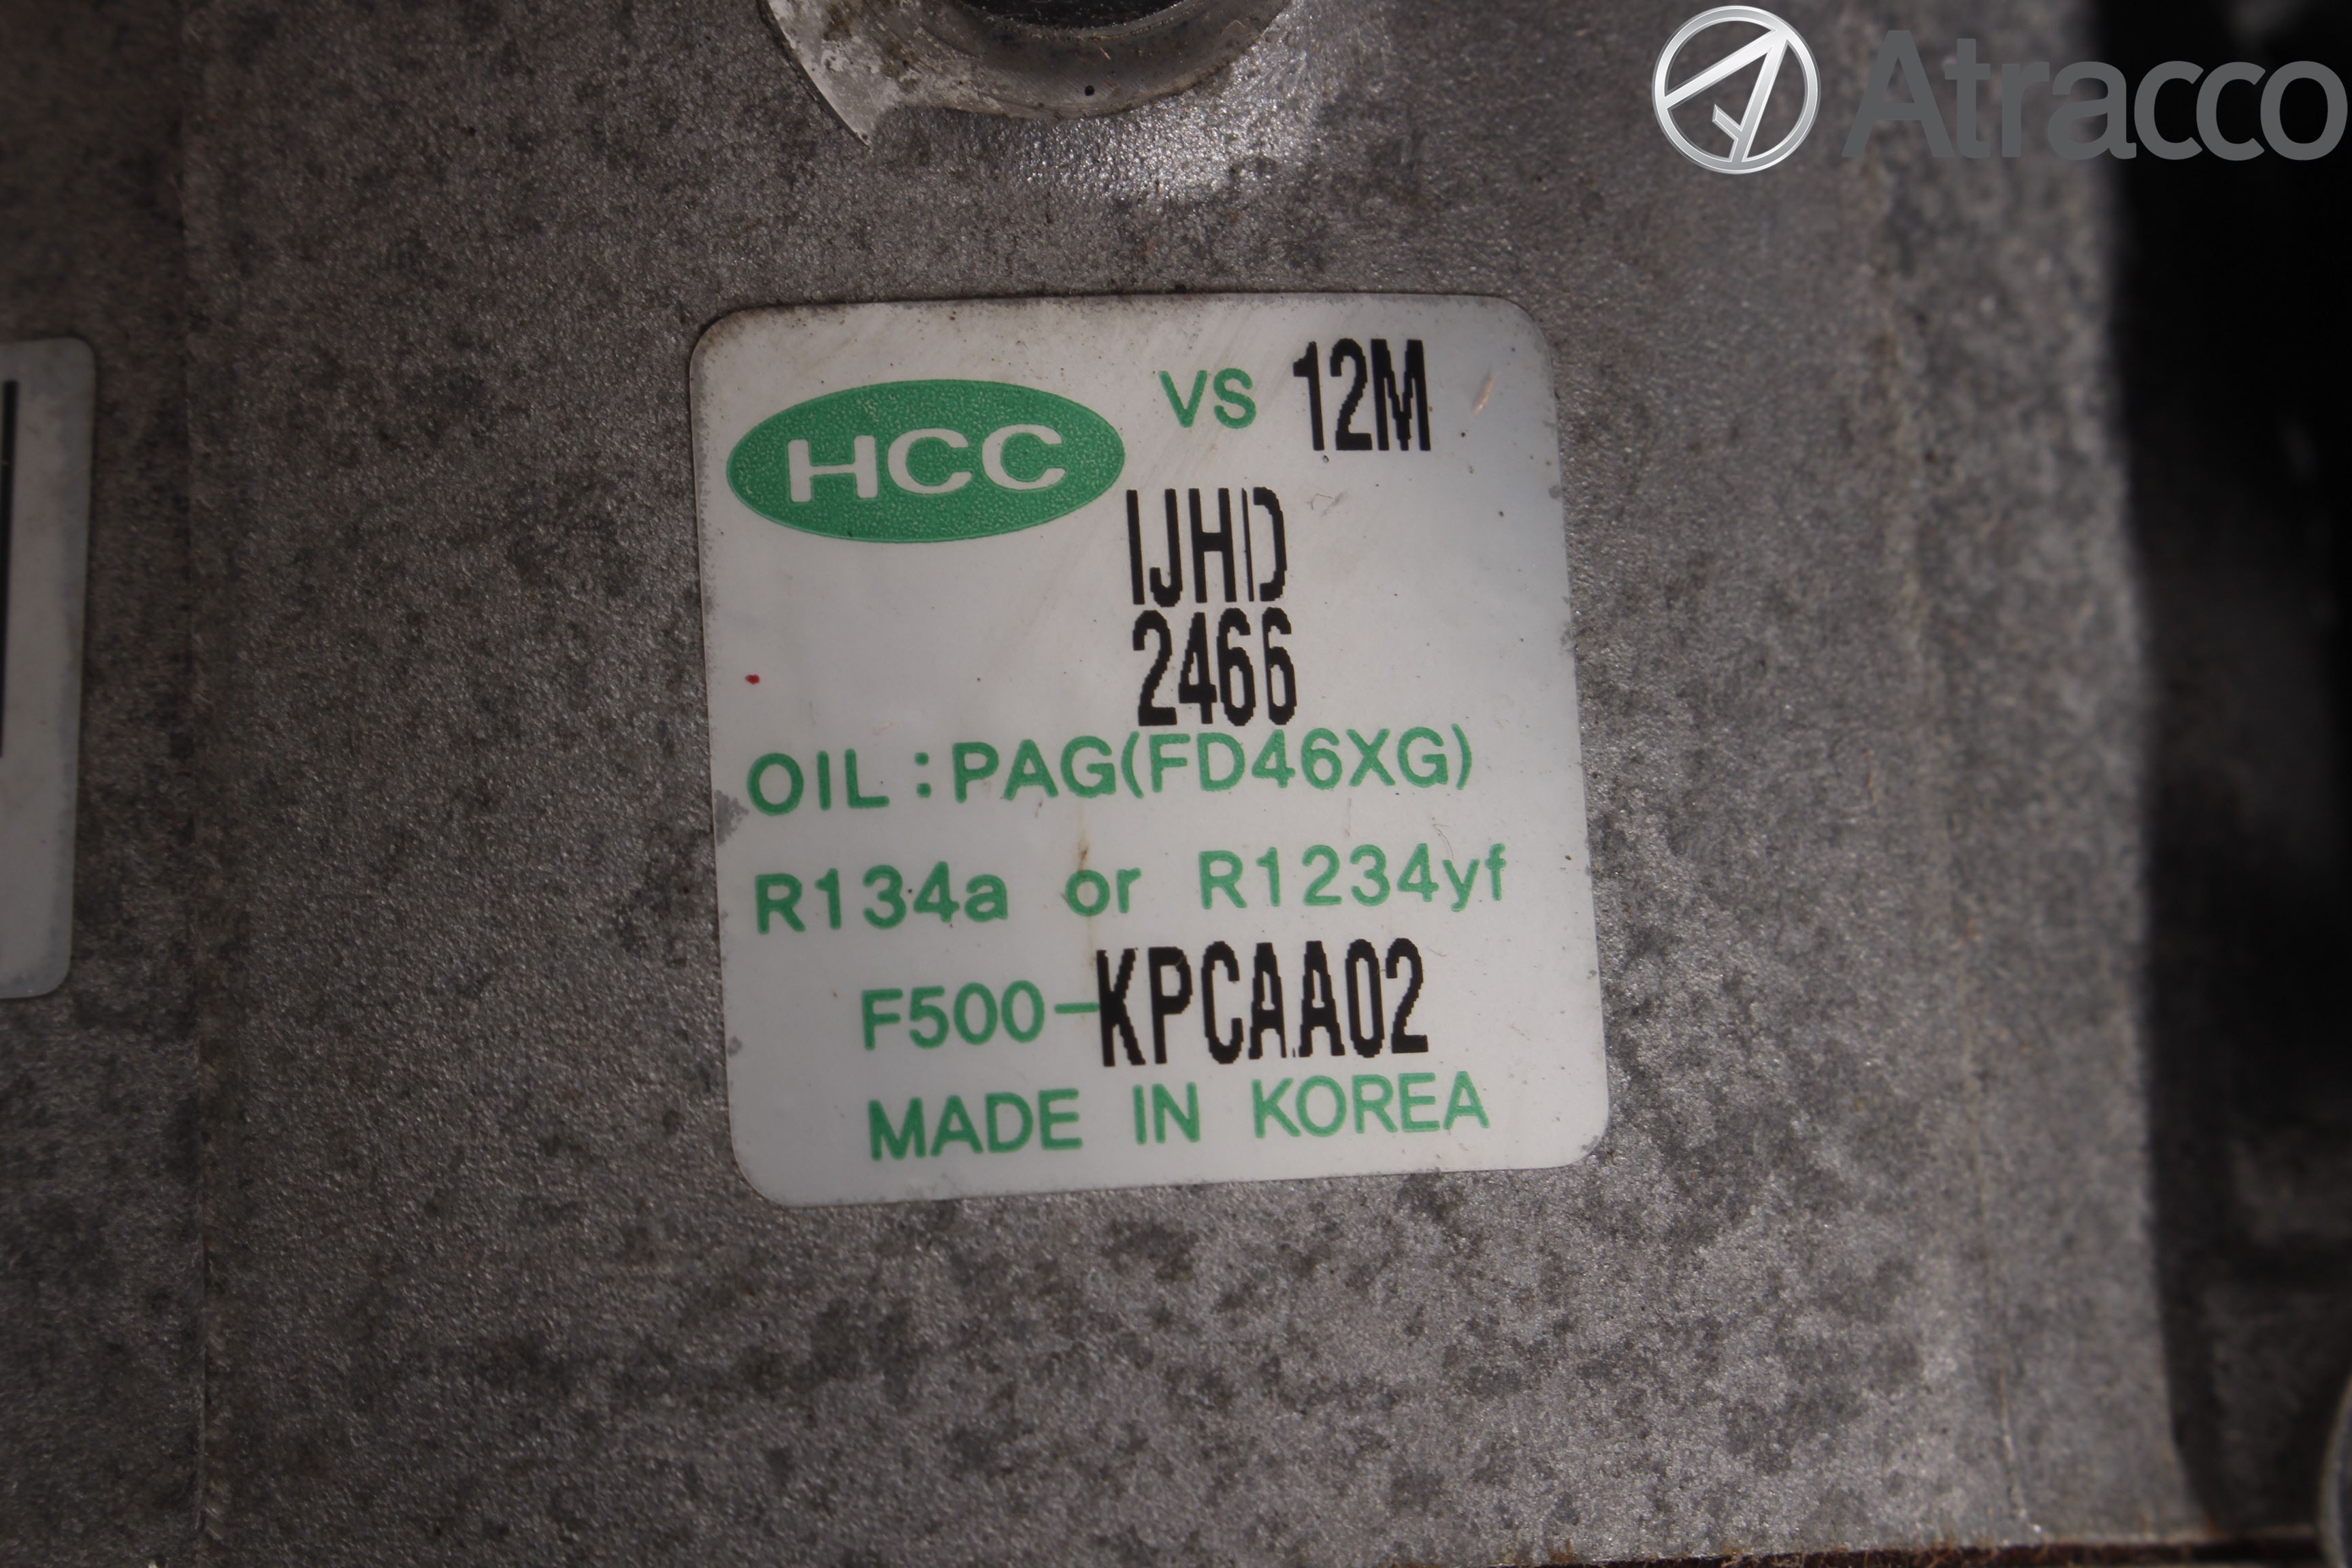 Atracco
HCC VS 12M
IJHD
2466
OIL : PAG(FD46XG)
R134a or R1234yf
F500-KPCAA02
MADE IN KOREA